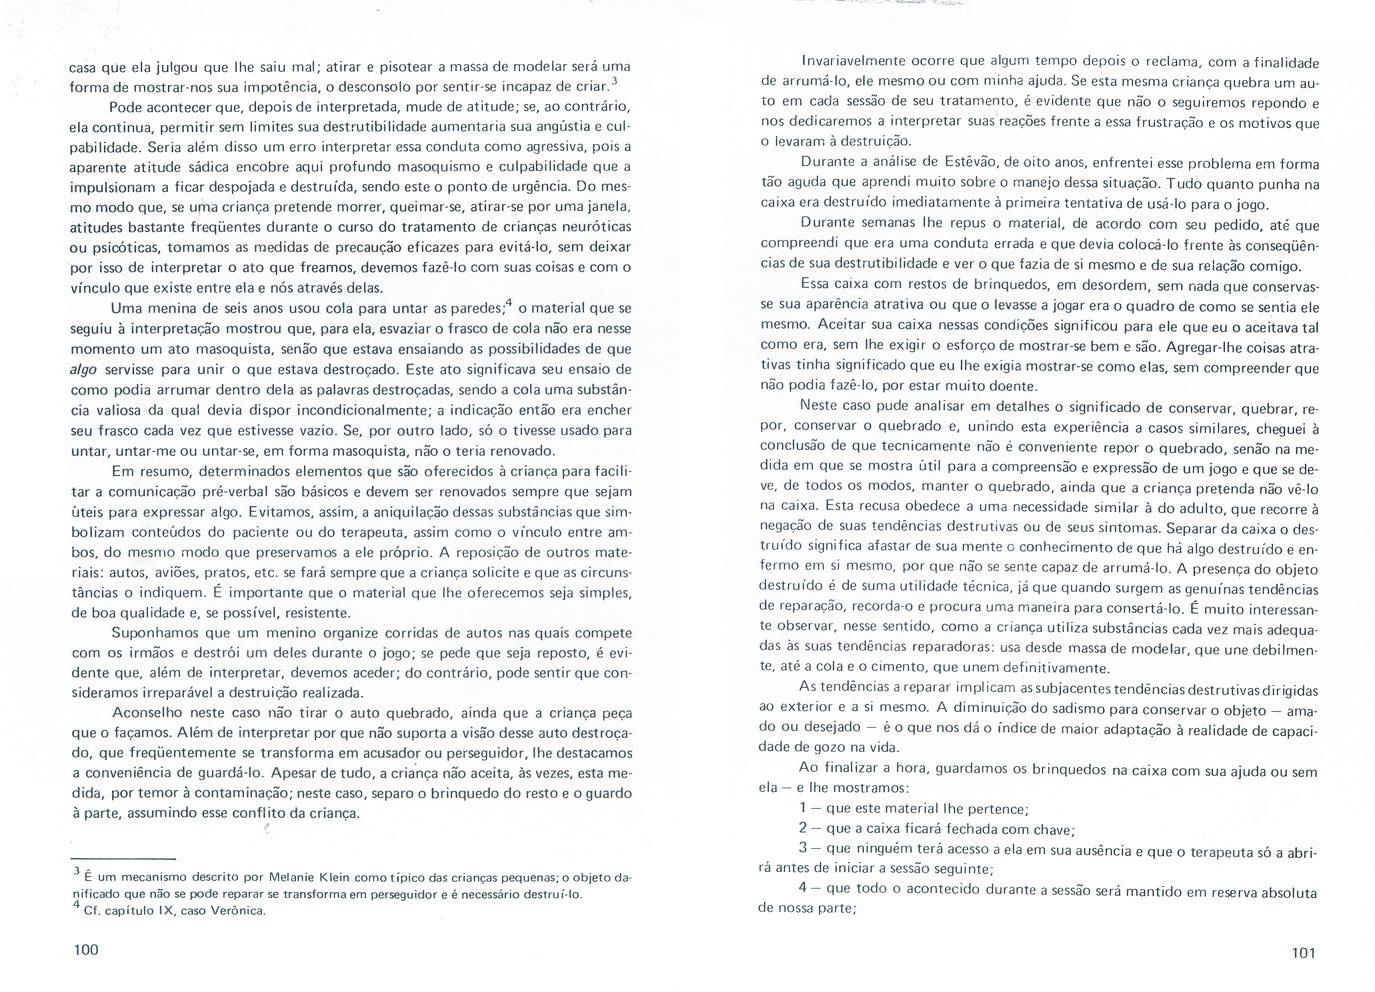 casa que ela julgou que lhe saiu mal; atirar e pisotear a massa de modelar será uma
forma de mostrar-nos sua impotência, o desconsolo por sentir-se incapaz de criar.3
Pode acontecer que, depois de interpretada, mude de atitude; se, ao contrário,
ela continua, permitir sem limites sua destrutibilidade aumentaria sua angústia e cul-
pabilidade. Seria além disso um erro interpretar essa conduta como agressiva, pois a
aparente atitude sádica encobre aqui profundo masoquismo e culpabilidade que a
impulsionam a ficar despojada e destruída, sendo este o ponto de urgência. Do mes-
mo modo que, se uma criança pretende morrer, queimar-se, atirar-se por uma janela,
atitudes bastante freqüentes durante o curso do tratamento de crianças neuróticas
ou psicóticas, tomamos as medidas de precaução eficazes para evitá-lo, sem deixar
por isso de interpretar o ato que freamos, devemos fazê-lo com suas coisas e com o
vínculo que existe entre ela e nós através delas.
Uma menina de seis anos usou cola para untar as paredes;4 o material que se
seguiu à interpretação mostrou que, para ela, esvaziar o frasco de cola não era nesse
momento um ato masoquista, senão que estava ensaiando as possibilidades de que
algo servisse para unir o que estava destroçado. Este ato significava seu ensaio de
como podia arrumar dentro dela as palavras destroçadas, sendo a cola uma substân-
cia valiosa da qual devia dispor incondicionalmente; a indicação então era encher
seu frasco cada vez que estivesse vazio. Se, por outro lado, só o tivesse usado para
untar, untar-me ou untar-se, em forma masoquista, não o teria renovado.
Em resumo, determinados elementos que são oferecidos à criança para facili-
tar a comunicação pré-verbal são básicos e devem ser renovados sempre que sejam
úteis para expressar algo. Evitamos, assim, a aniquilação dessas substâncias que sim-
bolizam conteúdos do paciente ou do terapeuta, assim como o vínculo entre am-
bos, do mesmo modo que preservamos a ele próprio. A reposição de outros mate-
riais: autos, aviões, pratos, etc. se fará sempre que a criança solicite e que as circuns-
tâncias o indiquem. É importante que o material que lhe oferecemos seja simples,
de boa qualidade e, se possível, resistente.
Suponhamos que um menino organize corridas de autos nas quais compete
com os irmãos e destrói um deles durante o jogo; se pede que seja reposto, é evi-
dente que, além de interpretar, devemos aceder; do contrário, pode sentir que con-
sideramos irreparável a destruição realizada.
Aconselho neste caso não tirar o auto quebrado, ainda que a criança peça
que o façamos. Além de interpretar por que não suporta a visão desse auto destroça-
do, que freqüentemente se transforma em acusador ou perseguidor, lhe destacamos
a conveniência de guardá-lo. Apesar de tudo, a criança não aceita, às vezes, esta me-
dida, por temor à contaminação; neste caso, separo o brinquedo do resto e o guardo
à parte, assumindo esse conflito da criança.
3 É um mecanismo descrito por Melanie Klein como típico das crianças pequenas; o objeto da-
nificado que não se pode reparar se transforma em perseguidor e é necessário destruí-lo.
4 Cf. capítulo IX, caso Verônica.
100
Invariavelmente ocorre que algum tempo depois o reclama, com a finalidade
de arrumá-lo, ele mesmo ou com minha ajuda. Se esta mesma criança quebra um au-
to em cada sessão de seu tratamento, é evidente que não o seguiremos repondo e
nos dedicaremos a interpretar suas reações frente a essa frustração e os motivos que
o levaram à destruição.
Durante a análise de Estêvão, de oito anos, enfrentei esse problema em forma
tão aguda que aprendi muito sobre o manejo dessa situação. Tudo quanto punha na
caixa era destruído imediatamente à primeira tentativa de usá-lo para o jogo.
Durante semanas lhe repus o material, de acordo com seu pedido, até que
compreendi que era uma conduta errada e que devia colocá-lo frente às conseqüên-
cias de sua destrutibilidade e ver o que fazia de si mesmo e de sua relação comigo.
Essa caixa com restos de brinquedos, em desordem, sem nada que conservas-
se sua aparência atrativa ou que o levasse a jogar era o quadro de como se sentia ele
mesmo. Aceitar sua caixa nessas condições significou para ele que eu o aceitava tal
como era, sem lhe exigir o esforço de mostrar-se bem e são. Agregar-lhe coisas atra-
tivas tinha significado que eu lhe exigia mostrar-se como elas, sem compreender que
não podia fazê-lo, por estar muito doente.
Neste caso pude analisar em detalhes o significado de conservar, quebrar, re-
por, conservar o quebrado e, unindo esta experiência a casos similares, cheguei à
conclusão de que tecnicamente não é conveniente repor o quebrado, senão na me-
dida em que se mostra útil para a compreensão e expressão de um jogo e que se de-
ve, de todos os modos, manter o quebrado, ainda que a criança pretenda não vê-lo
na caixa. Esta recusa obedece a uma necessidade similar à do adulto, que recorre à
negação de suas tendências destrutivas ou de seus sintomas. Separar da caixa o des-
truído significa afastar de sua mente o conhecimento de que há algo destruído e en-
fermo em si mesmo, por que não se sente capaz de arrumá-lo. A presença do objeto
destruído é de suma utilidade técnica, já que quando surgem as genuínas tendências
de reparação, recorda-o e procura uma maneira para consertá-lo. É muito interessan-
te observar, nesse sentido, como a criança utiliza substâncias cada vez mais adequa-
das às suas tendências reparadoras: usa desde massa de modelar, que une debilmen-
te, até a cola e o cimento, que unem definitivamente.
As tendências a reparar implicam as subjacentes tendências destrutivas dirigidas
ao exterior e a si mesmo. A diminuição do sadismo para conservar o objeto — ama-
do ou desejado — é o que nos dá o índice de maior adaptação à realidade de capaci-
dade de gozo na vida.
Ao finalizar a hora, guardamos os brinquedos na caixa com sua ajuda ou sem
ela — e lhe mostramos:
1 — que este material lhe pertence;
2 — que a caixa ficará fechada com chave;
3 — que ninguém terá acesso a ela em sua ausência e que o terapeuta só a abri-
rá antes de iniciar a sessão seguinte;
4 — que todo o acontecido durante a sessão será mantido em reserva absoluta
de nossa parte;
101